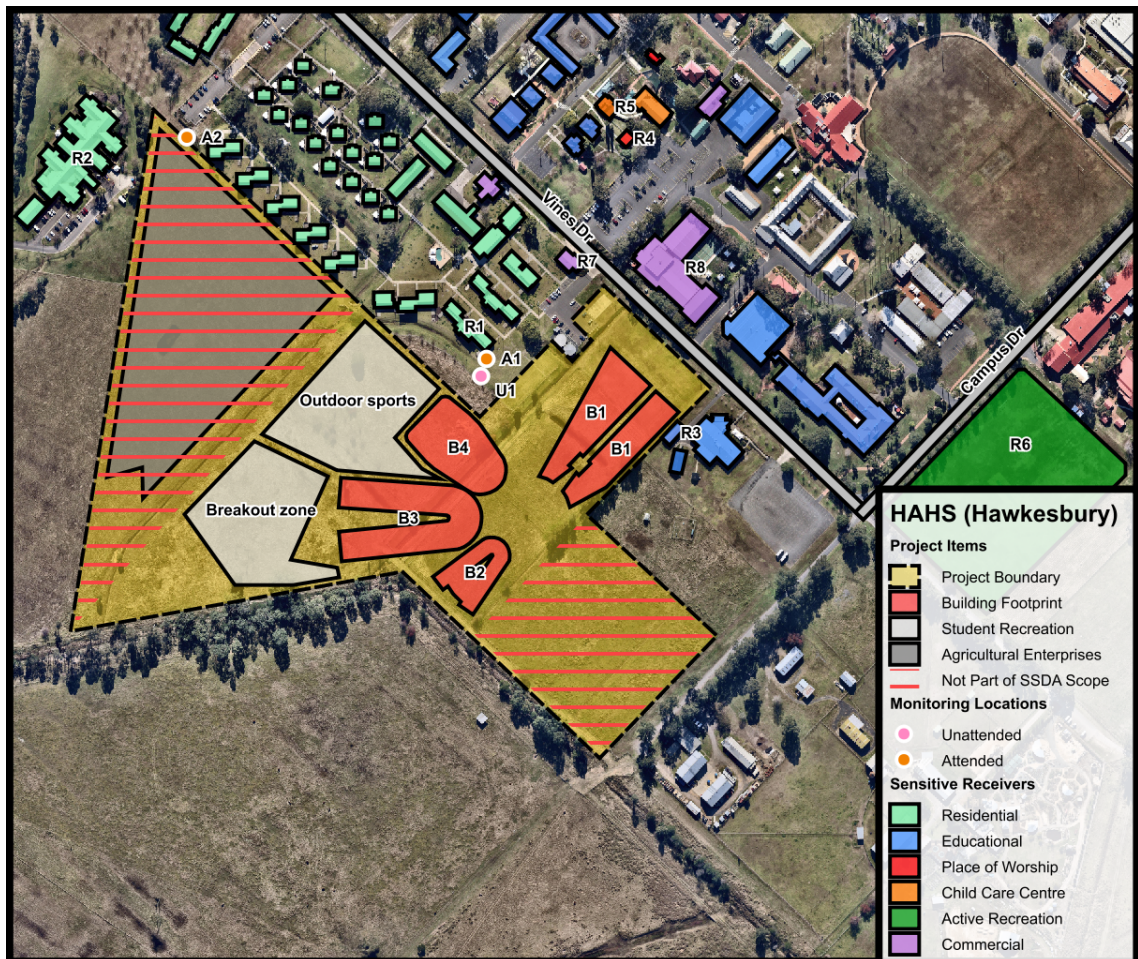 A2
R2
R5
R4
Vines Dr
R7
R8
R1
A1
U1
Campus Dr
Outdoor sports
B1
B4
B1
R3
R6
Breakout zone
B3
B2
HAHS (Hawkesbury)
Project Items
Project Boundary
Building Footprint
Student Recreation
Agricultural Enterprises
Not Part of SSDA Scope
Monitoring Locations
Unattended
Attended
Sensitive Receivers
Residential
Educational
Place of Worship
Child Care Centre
Active Recreation
Commercial